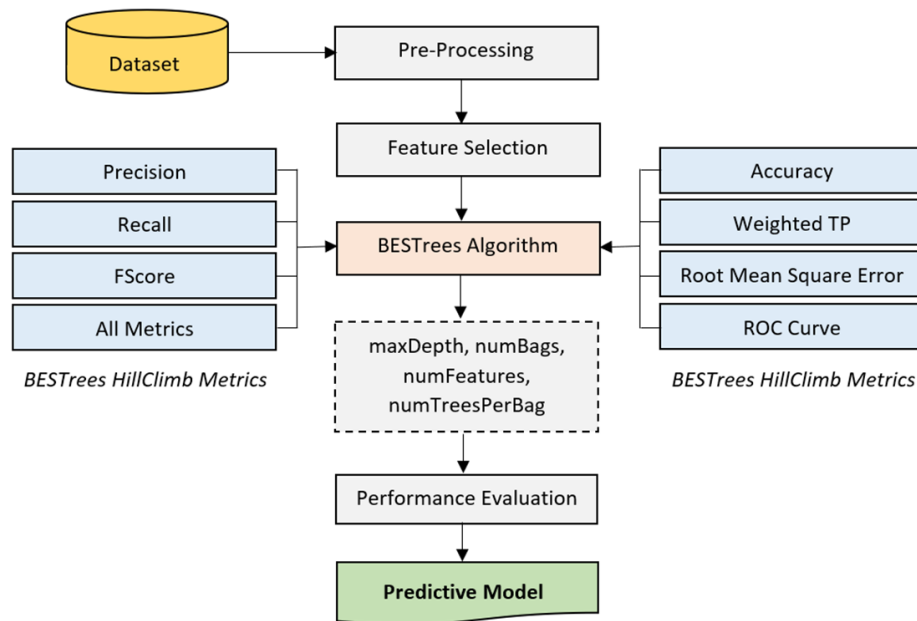 Dataset
Pre-Processing
Feature Selection
Precision
Recall
FScore
All Metrics
BESTrees HillClimb Metrics
BESTrees Algorithm
Accuracy
Weighted TP
Root Mean Square Error
ROC Curve
BESTrees HillClimb Metrics
maxDepth, numBags,
numFeatures,
numTreesPerBag
Performance Evaluation
Predictive Model